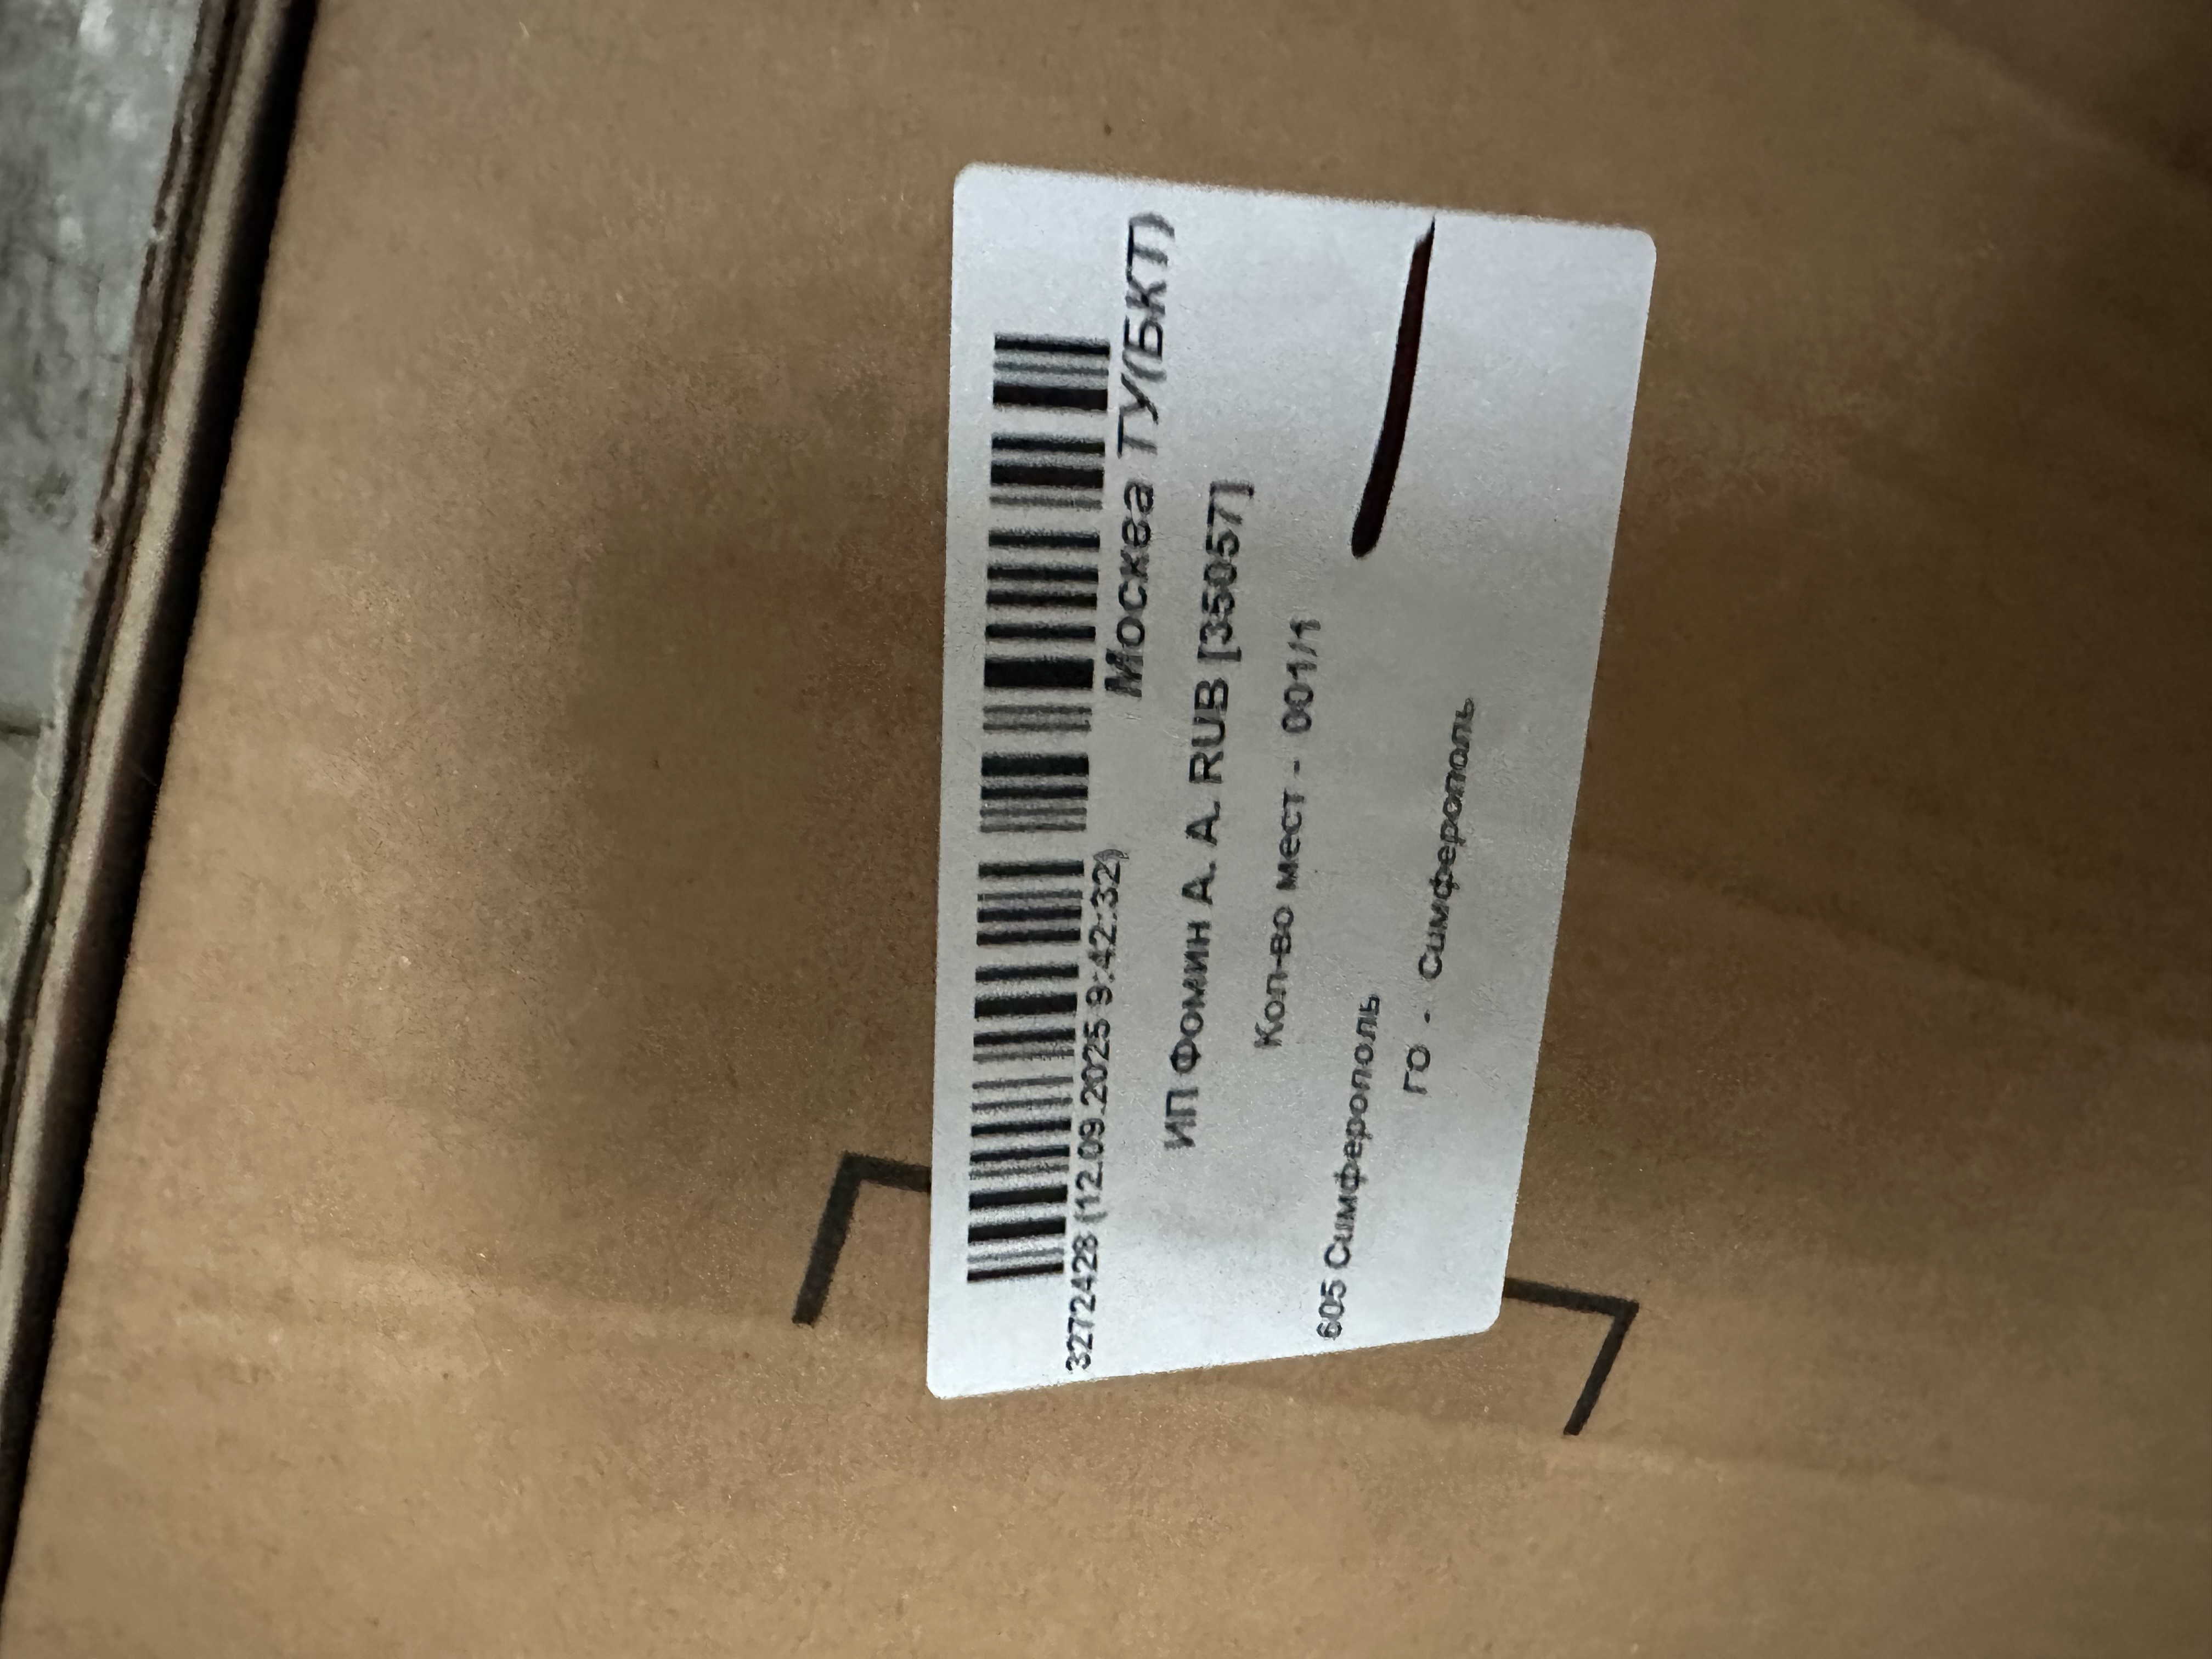 3272428 (12.09.2025 9:42:32)
Москва ТУ(БКТ)
ИП Фомин А. А. RUB [35057]
Кол-во мест - 001/1
605 Симферополь
ГО - Симферополь